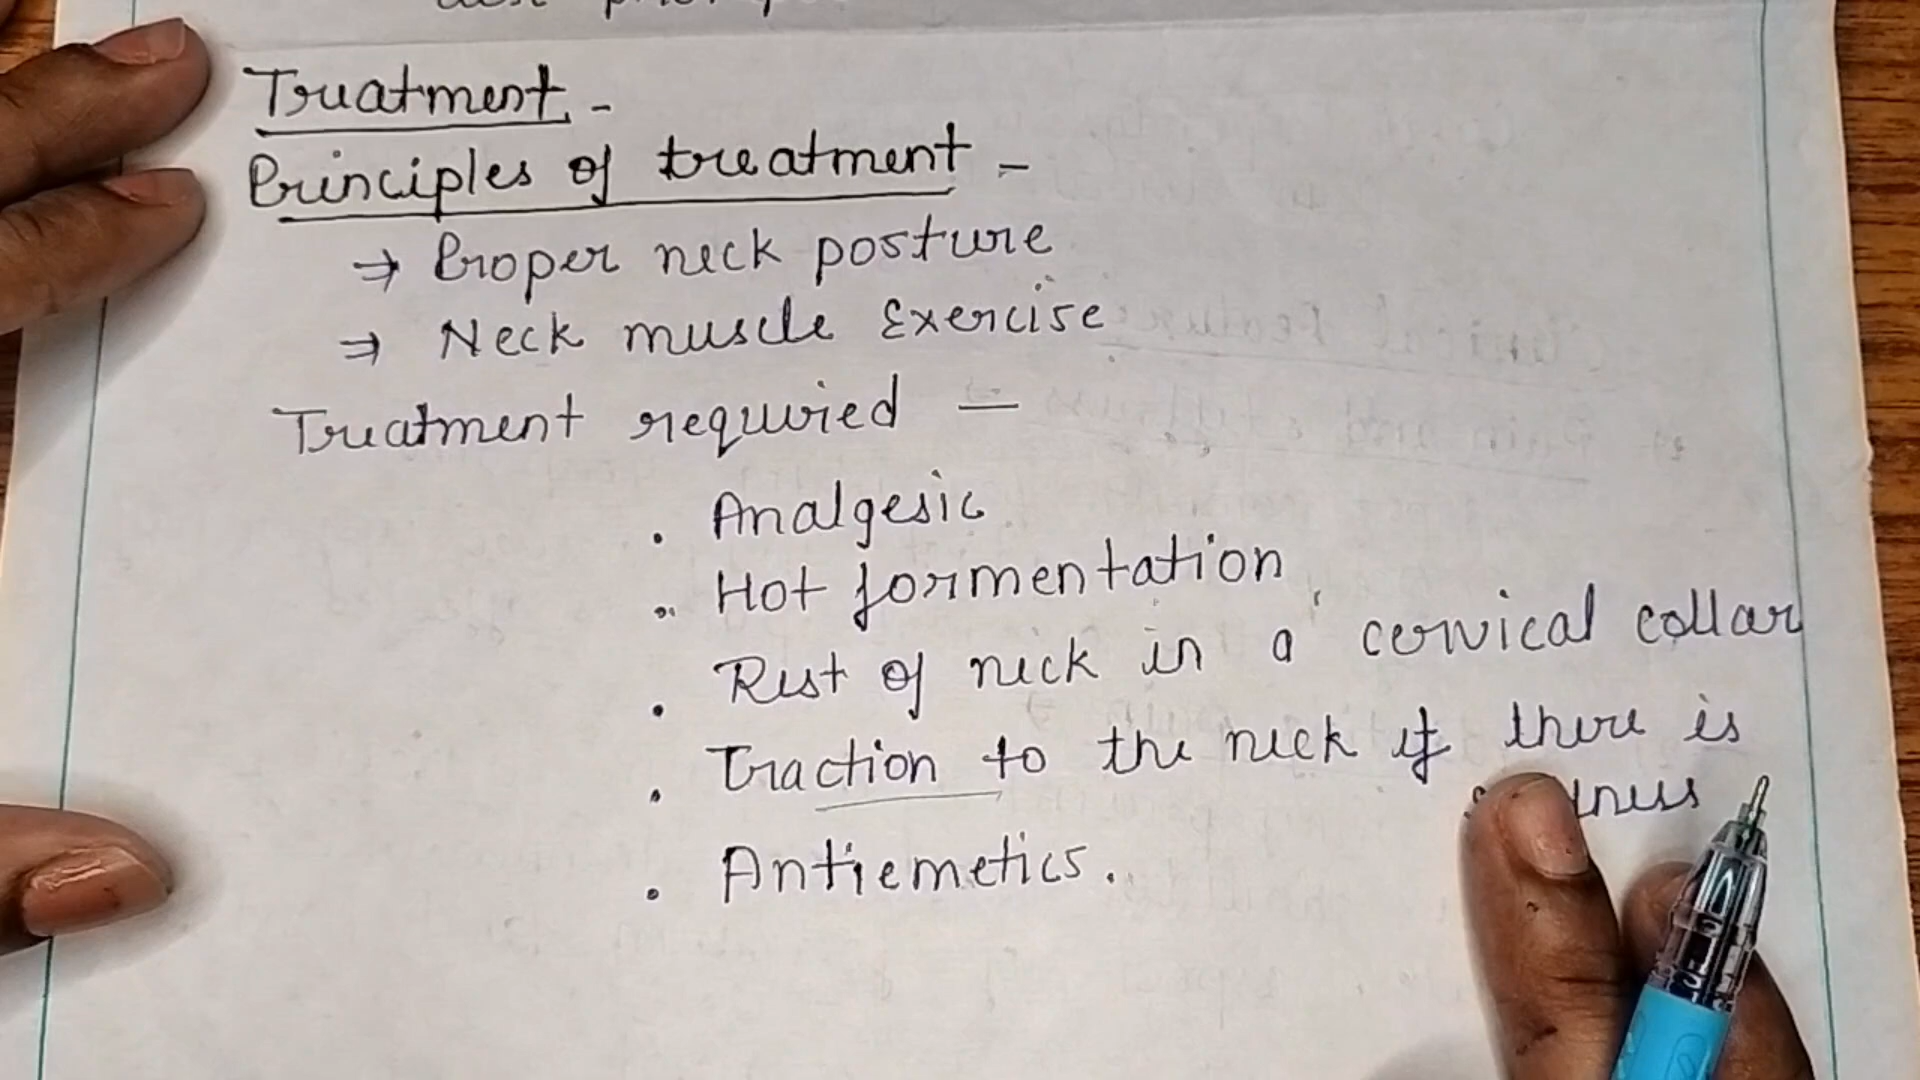 Treatment -
Principles of treatment -
→ Proper neck posture
⇒ Neck muscle Exercise
Treatment required —
. Analgesic
. Hot formentation
. Rest of neck in a cervical collar
. Traction to the neck if there is
. Antiemetics.